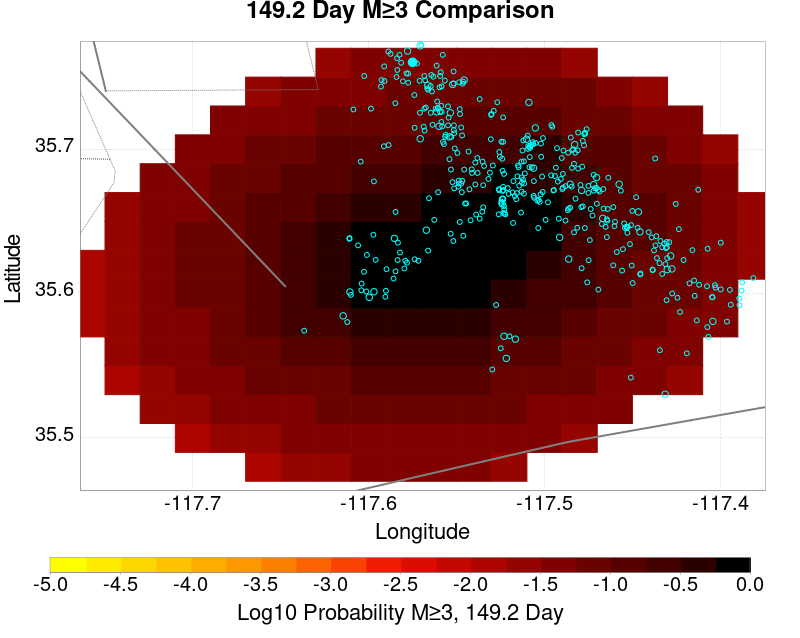 149.2 Day M≥3 Comparison
35.7
35.6
35.5
Latitude
-117.7 -117.6 -117.5 -117.4
Longitude
-5.0 -4.5 -4.0 -3.5 -3.0 -2.5 -2.0 -1.5 -1.0 -0.5 0.0
Log10 Probability M≥3, 149.2 Day